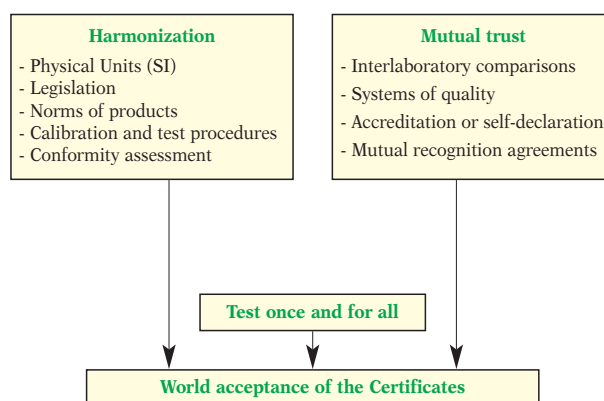 Harmonization
- Physical Units (SI)
- Legislation
- Norms of products
- Calibration and test procedures
- Conformity assessment
Mutual trust
- Interlaboratory comparisons
- Systems of quality
- Accreditation or self-declaration
- Mutual recognition agreements
Test once and for all
World acceptance of the Certificates